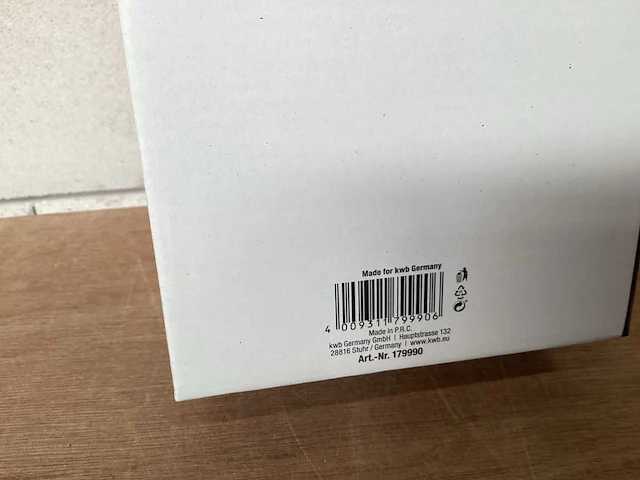 Made for kwb Germany
4 009311 799906
Made in P.R.C.
kwb Germany GmbH | Hauptstrasse 132
28816 Stuhr / Germany | www.kwb.eu
Art.-Nr. 179990